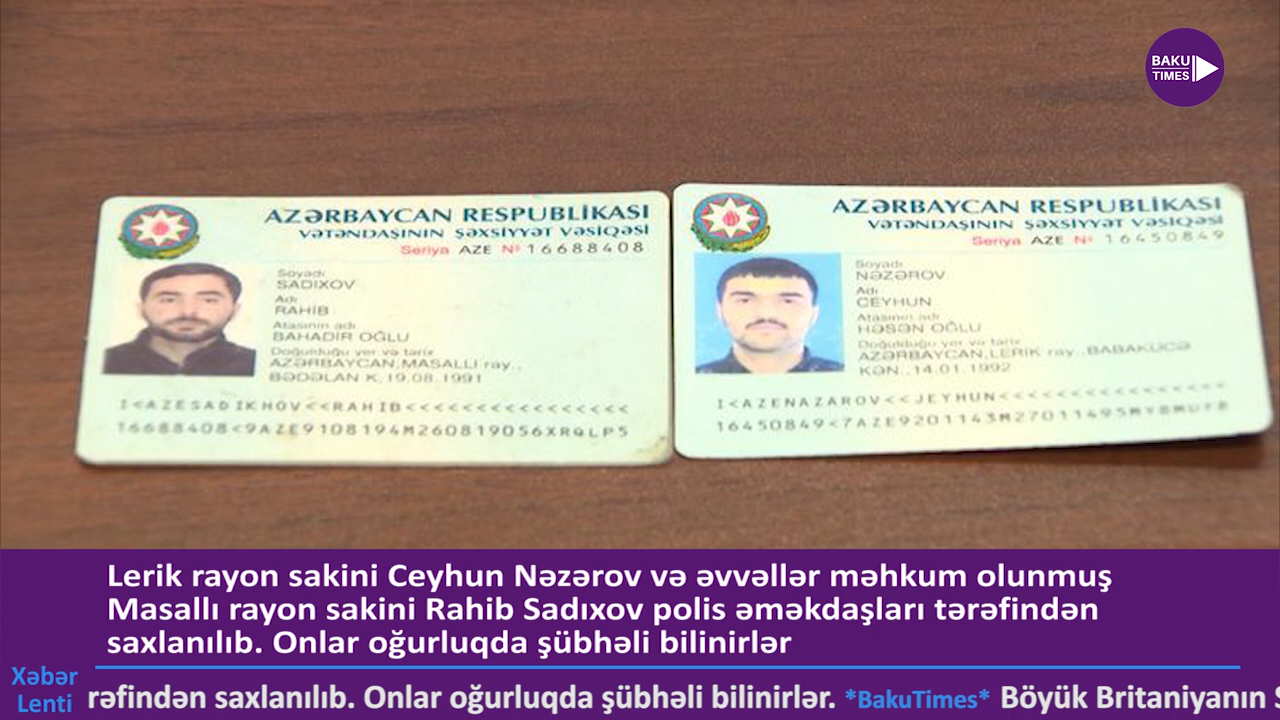 BAKU
TIMES
AZƏRBAYCAN RESPUBLİKASI
VƏTƏNDAŞININ ŞƏXSİYYƏT VƏSİQƏSİ
Seriya AZE № 16688408
Soyadı
SADIXOV
Adı
RAHİB
Atasının adı
BAHADİR OĞLU
Doğulduğu yer və tarix
AZƏRBAYCAN,MASALLI ray.,
BƏDƏLAN K,19.08.1991
I<AZESADIKHOV<<RAHIB<<<<<<<<<<<<<<<<<
16688408<9AZE9108194M260819056XRQLP5
AZƏRBAYCAN RESPUBLİKASI
VƏTƏNDAŞININ ŞƏXSİYYƏT VƏSİQƏSİ
Seriya AZE № 16450849
Soyadı
NƏZƏROV
Adı
CEYHUN
Atasının adı
HƏSƏN OĞLU
Doğulduğu yer və tarix
AZƏRBAYCAN,LERİK ray.,BABAKÜCƏ
KƏN.,14.01.1992
I<AZENAZAROV<<JEYHUN<<<<<<<<<<<<<<<<
Lerik rayon sakini Ceyhun Nəzərov və əvvəllər məhkum olunmuş
Masallı rayon sakini Rahib Sadıxov polis əməkdaşları tərəfindən
saxlanılıb. Onlar oğurluqda şübhəli bilinirlər
Xəbər
Lenti
rəfindən saxlanılıb. Onlar oğurluqda şübhəli bilinirlər. *BakuTimes* Böyük Britaniyanın S